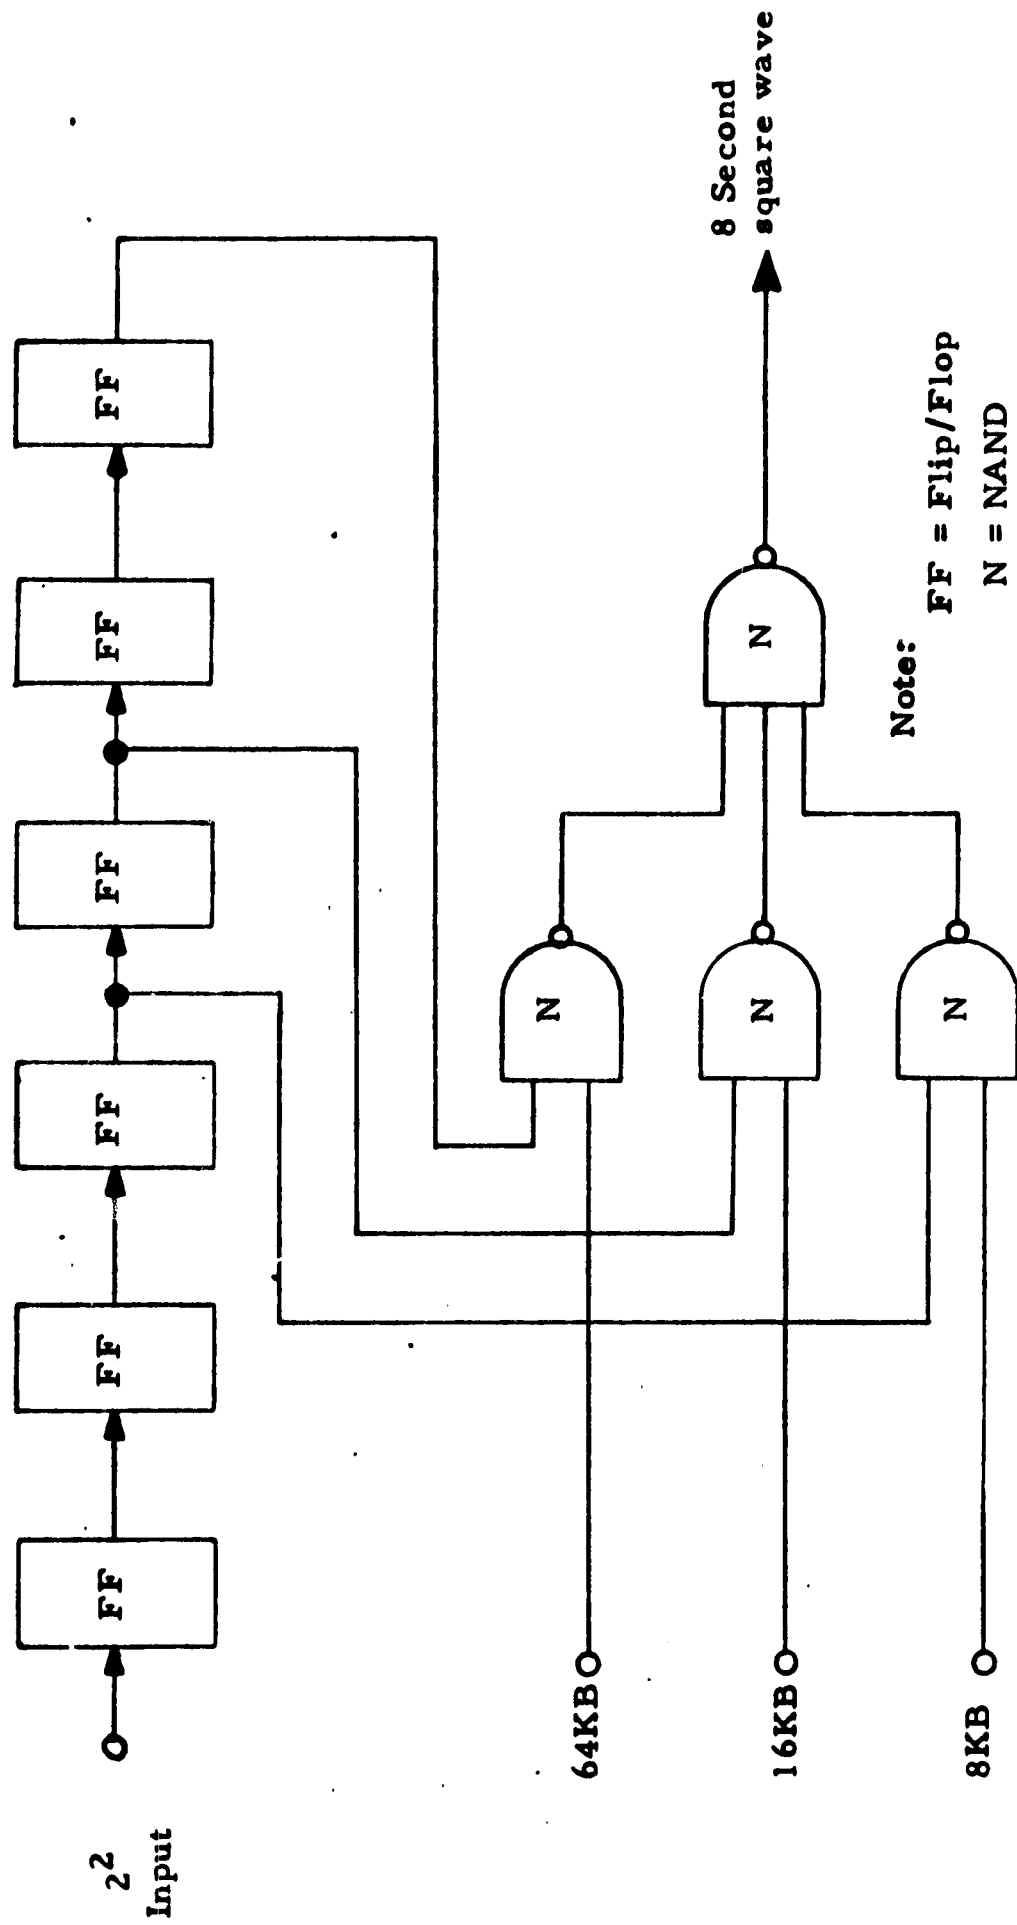 2²
Input
FF
FF
FF
FF
FF
FF
64KB
16KB
8KB
N
N
N
N
8 Second
square wave
Note:
FF = Flip/Flop
N = NAND